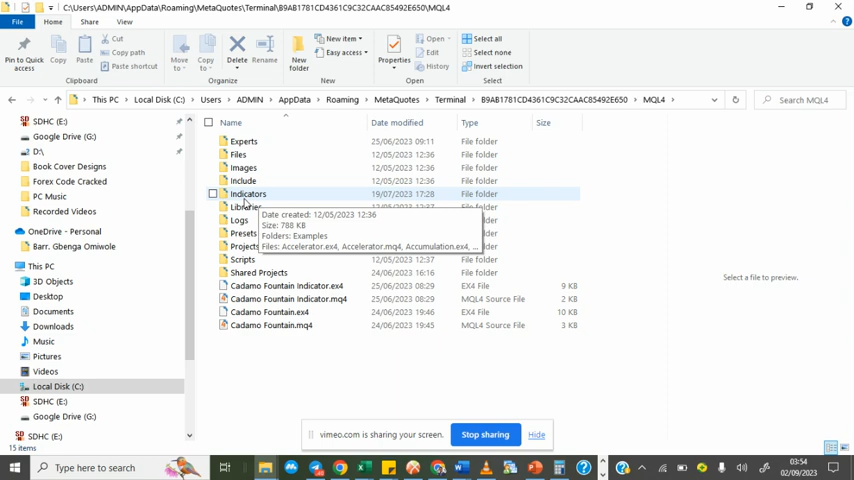 C:\Users\ADMIN\AppData\Roaming\MetaQuotes\Terminal\B9AB1781CD4361C9C32CAAC85492E650\MQL4
File Home Share View
Pin to Quick access
Copy
Paste
Cut
Copy path
Paste shortcut
Clipboard
Move to
Copy to
Delete
Rename
Organize
New folder
New item
Easy access
New
Properties
Open
Edit
History
Open
Select all
Select none
Invert selection
Select
This PC Local Disk (C:) Users ADMIN AppData Roaming MetaQuotes Terminal B9AB1781CD4361C9C32CAAC85492E650 MQL4
Search MQL4
SDHC (E:)
Google Drive (G:)
D:\
Book Cover Designs
Forex Code Cracked
PC Music
Recorded Videos
OneDrive - Personal
Barr. Gbenga Omiwole
This PC
3D Objects
Desktop
Documents
Downloads
Music
Pictures
Videos
Local Disk (C:)
SDHC (E:)
Google Drive (G:)
SDHC (E:)
Name Date modified Type Size
Experts 25/06/2023 09:11 File folder
Files 12/05/2023 12:36 File folder
Images 12/05/2023 12:36 File folder
Include 12/05/2023 12:36 File folder
Indicators 19/07/2023 17:28 File folder
Libraries 12/05/2023 12:37 File folder
Logs folder
Presets folder
Projects folder
Scripts 12/05/2023 12:37 File folder
Shared Projects 24/06/2023 16:16 File folder
Cadamo Fountain Indicator.ex4 25/06/2023 08:29 EX4 File 9 KB
Cadamo Fountain Indicator.mq4 25/06/2023 08:29 MQL4 Source File 2 KB
Cadamo Fountain.ex4 24/06/2023 19:46 EX4 File 10 KB
Cadamo Fountain.mq4 24/06/2023 19:45 MQL4 Source File 3 KB
Date created: 12/05/2023 12:36
Size: 788 KB
Folders: Examples
Files: Accelerator.ex4, Accelerator.mq4, Accumulation.ex4, ...
Select a file to preview.
vimeo.com is sharing your screen. Stop sharing Hide
15 items
Type here to search
03:54
02/09/2023